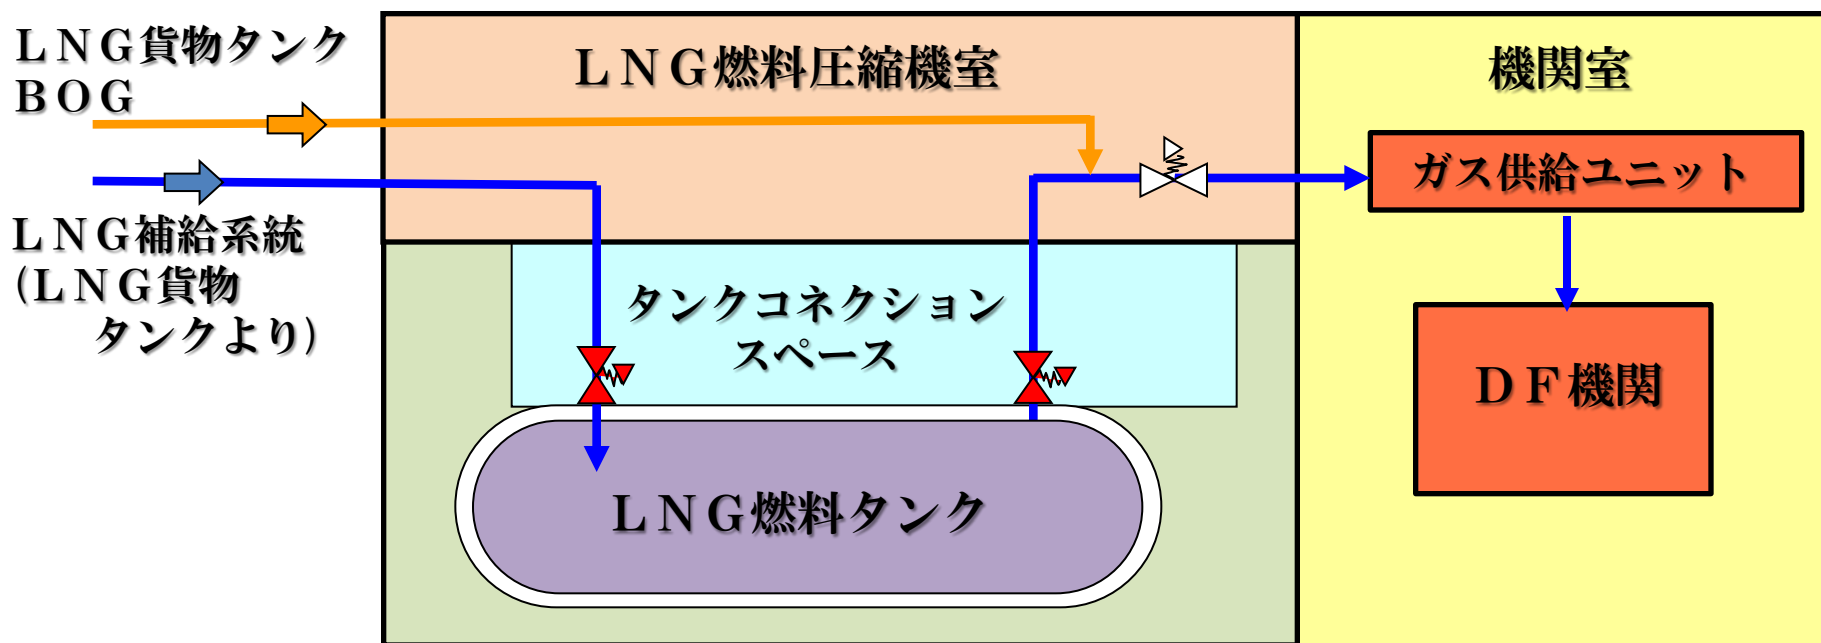 ＬＮＧ貨物タンク
ＢＯＧ
ＬＮＧ燃料圧縮機室
機関室
ガス供給ユニット
ＬＮＧ補給系統
（ＬＮＧ貨物
タンクより）
タンクコネクション
スペース
ＤＦ機関
ＬＮＧ燃料タンク